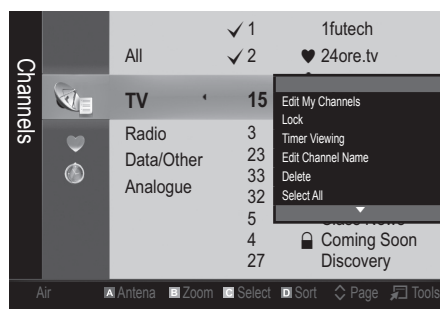 Channels
All
TV
Radio
Data/Other
Analogue
1 1futech
2 24ore.tv
15
3
23
33
32
5
4 Coming Soon
27 Discovery
Edit My Channels
Lock
Timer Viewing
Edit Channel Name
Delete
Select All
Air A Antena B Zoom C Select D Sort Page Tools